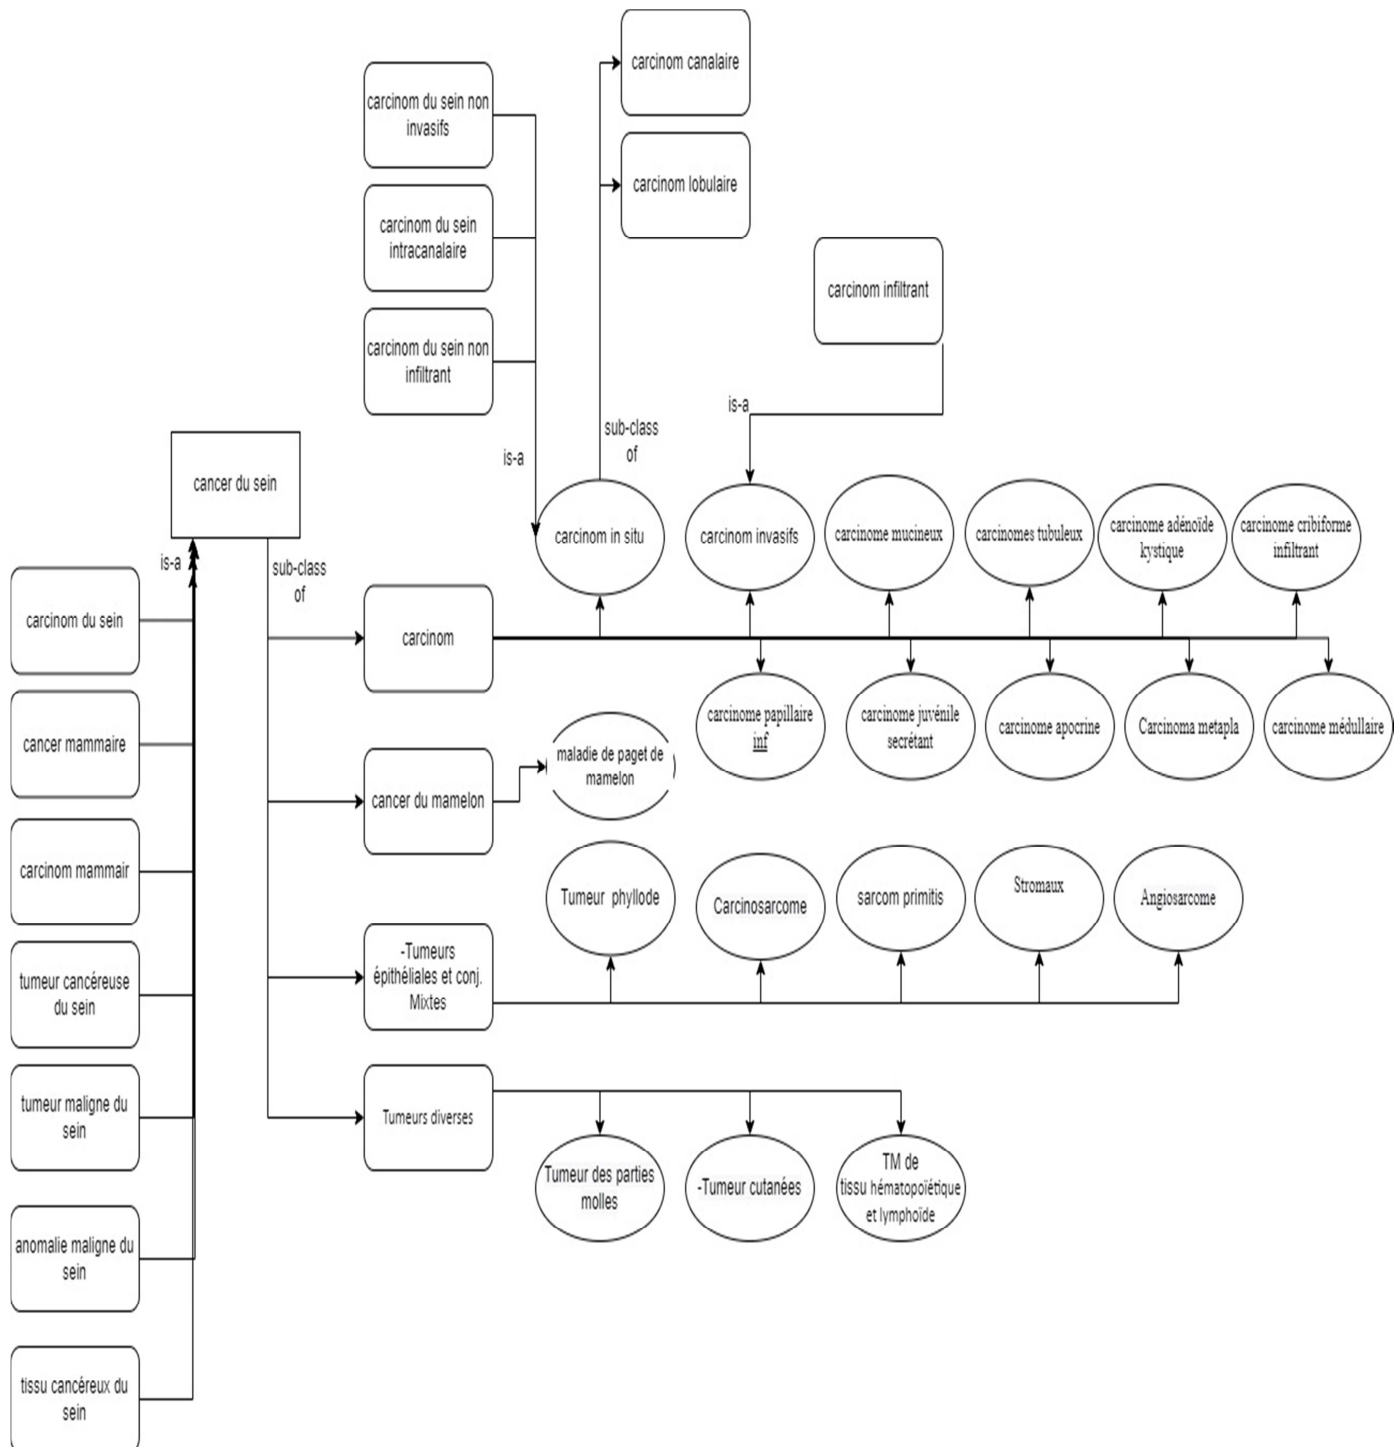 carcinom canalaire
carcinom du sein non
invasifs
carcinom lobulaire
carcinom du sein
intracanalaire
carcinom infiltrant
carcinom du sein non
infiltrant
is-a
sub-class
of
is-a
cancer du sein
carcinom in situ
carcinom invasifs
carcinome mucineux
carcinomes tubuleux
carcinome adénoïde
kystique
carcinome cribiforme
infiltrant
is-a
sub-class
of
carcinom du sein
carcinom
carcinome papillaire
inf
carcinome juvénile
secrétant
carcinome apocrine
Carcinoma metapla
carcinome médullaire
cancer mammaire
maladie de paget de
mamelon
cancer du mamelon
carcinom mammair
Tumeur phyllode
Carcinosarcome
sarcom primitis
Stromaux
Angiosarcome
-Tumeurs
épithéliales et conj.
Mixtes
tumeur cancéreuse
du sein
tumeur maligne du
sein
Tumeurs diverses
Tumeur des parties
molles
-Tumeur cutanées
TM de
tissu hématopoïétique
et lymphoïde
anomalie maligne du
sein
tissu cancéreux du
sein